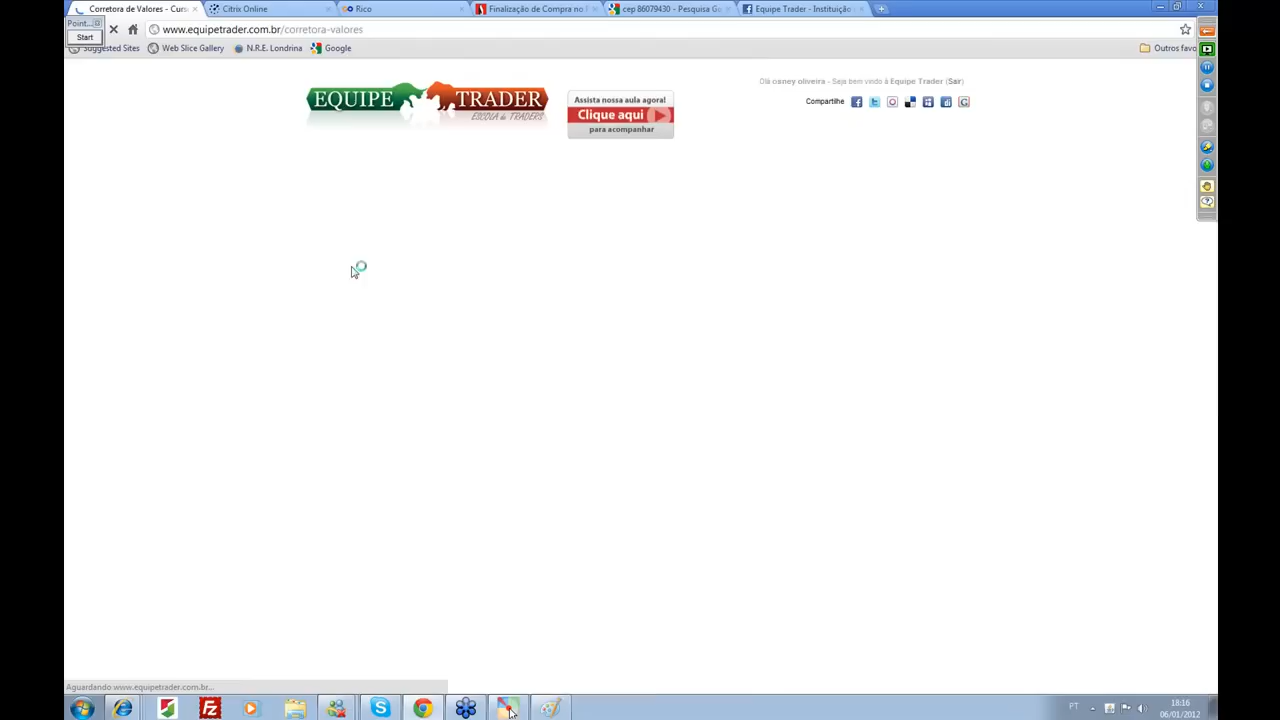 Corretora de Valores - Curs
Citrix Online
Rico
Finalização de Compra no
cep 86079430 - Pesquisa Go
Equipe Trader - Instituição
Point...
Start
www.equipetrader.com.br/corretora-valores
Suggested Sites
Web Slice Gallery
N.R.E. Londrina
Google
Outros favo
EQUIPE TRADER
ESCOLA de TRADERS
Assista nossa aula agora!
Clique aqui
para acompanhar
Olá osney oliveira - Seja bem vindo à Equipe Trader (Sair)
Compartilhe
Aguardando www.equipetrader.com.br...
PT
18:16
06/01/2012